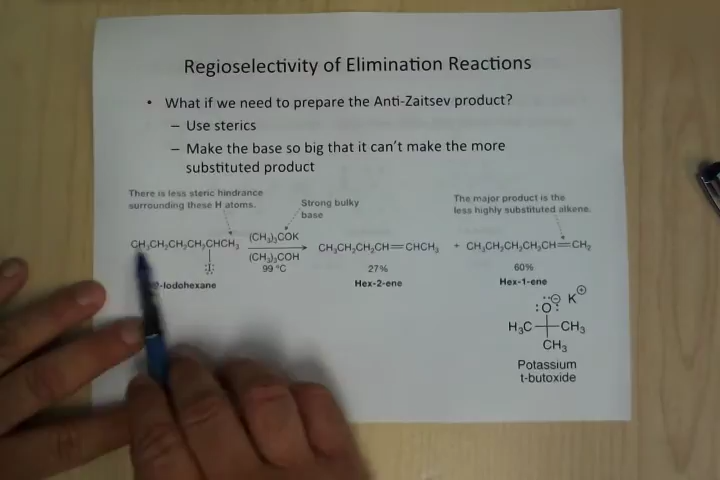 Regioselectivity of Elimination Reactions
• What if we need to prepare the Anti-Zaitsev product?
– Use sterics
– Make the base so big that it can't make the more
substituted product
There is less steric hindrance
surrounding these H atoms.
Strong bulky
base
The major product is the
less highly substituted alkene.
CH₃CH₂CH₂CH₂CHCH₃
:I:
(CH₃)₃COK
(CH₃)₃COH
99 °C
CH₃CH₂CH₂CH=CHCH₃
+ CH₃CH₂CH₂CH₂CH=CH₂
27%
60%
2-Iodohexane
Hex-2-ene
Hex-1-ene
:O:⊖ K⊕
H₃C CH₃
CH₃
Potassium
t-butoxide